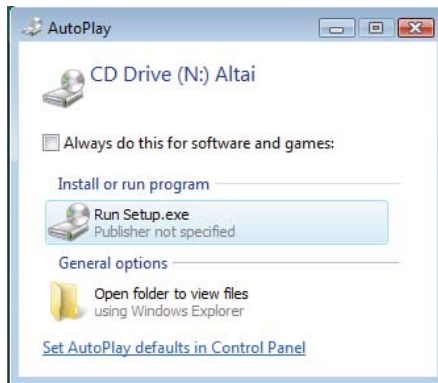 AutoPlay
CD Drive (N:) Altai
Always do this for software and games:
Install or run program
Run Setup.exe
Publisher not specified
General options
Open folder to view files
using Windows Explorer
Set AutoPlay defaults in Control Panel